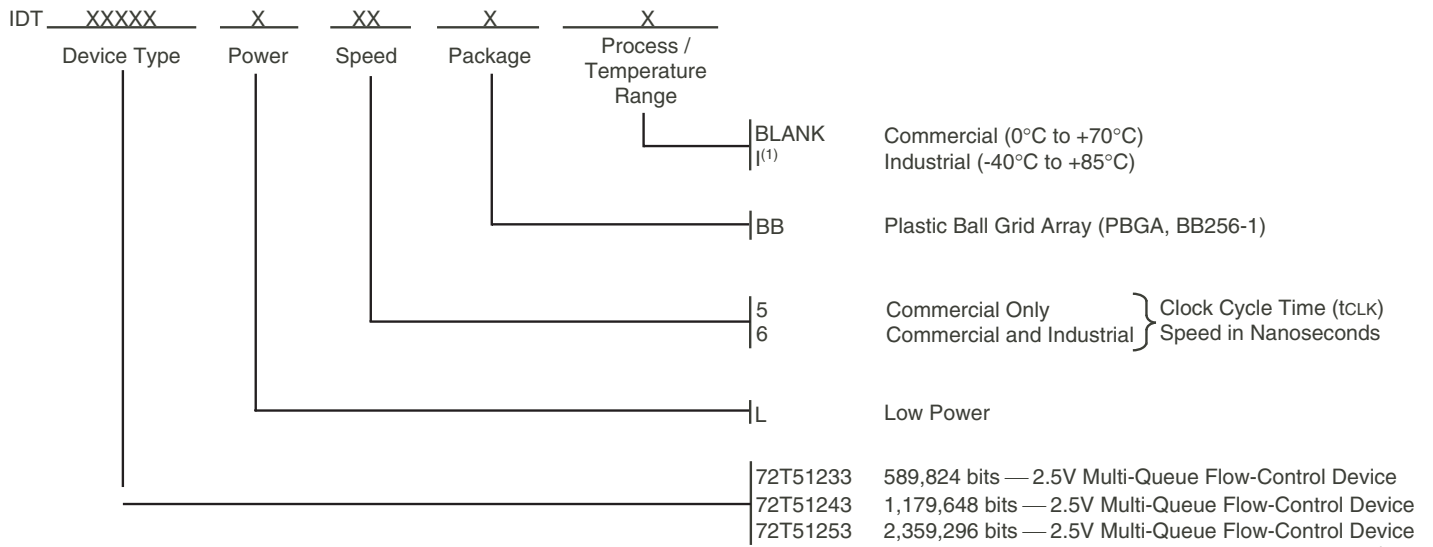 IDT XXXXX X XX X X
Device Type Power Speed Package Process /
Temperature
Range
BLANK Commercial (0°C to +70°C)
I(1) Industrial (-40°C to +85°C)
BB Plastic Ball Grid Array (PBGA, BB256-1)
5 Commercial Only Clock Cycle Time (tCLK)
6 Commercial and Industrial Speed in Nanoseconds
L Low Power
72T51233 589,824 bits — 2.5V Multi-Queue Flow-Control Device
72T51243 1,179,648 bits — 2.5V Multi-Queue Flow-Control Device
72T51253 2,359,296 bits — 2.5V Multi-Queue Flow-Control Device